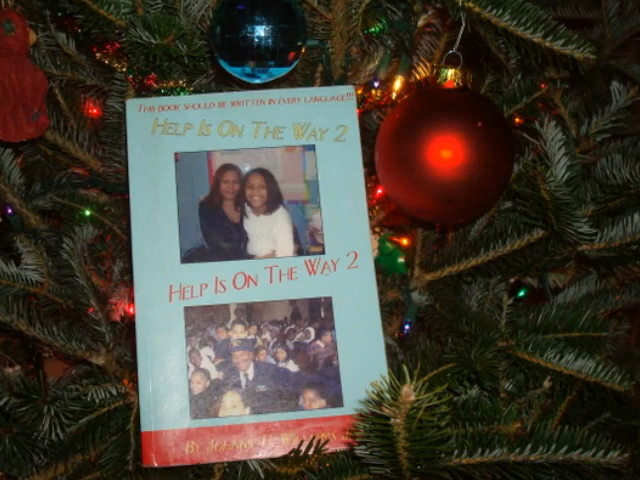 THIS BOOK SHOULD BE WRITTEN IN EVERY LANGUAGE!!!
HELP IS ON THE WAY 2
HELP IS ON THE WAY 2
BY